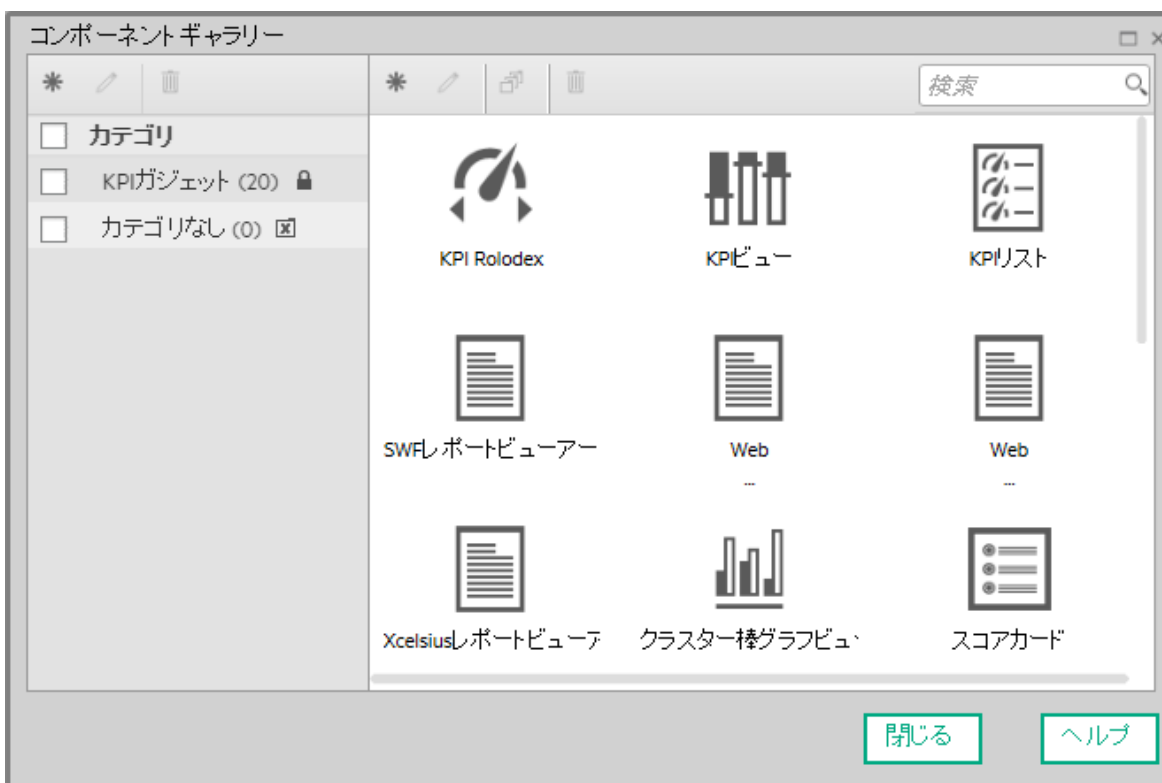 コンポーネント ギャラリー
検索
カテゴリ
KPIガジェット (20)
カテゴリなし (0)
KPI Rolodex
KPIビュー
KPIリスト
SWFレポートビューアー
Web
...
Web
...
Xcelsiusレポートビューア
クラスター棒グラフビュ
スコアカード
閉じる
ヘルプ